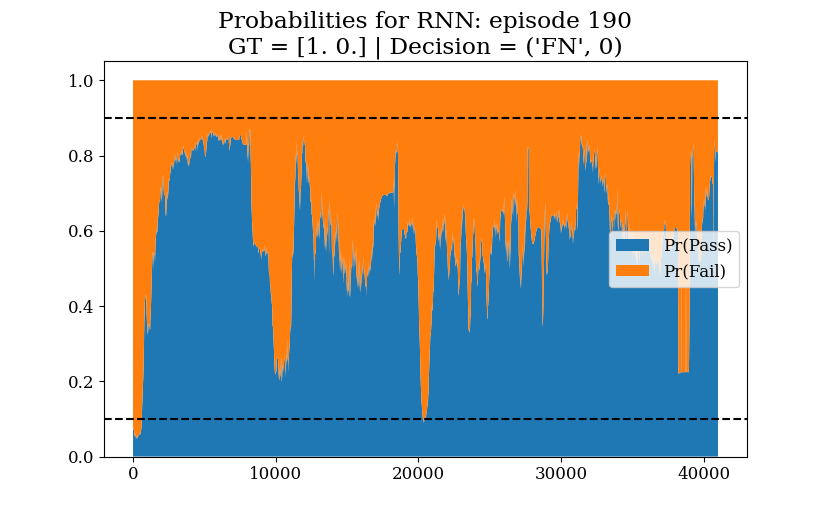 Probabilities for RNN: episode 190
GT = [1. 0.] | Decision = ('FN', 0)
1.0
0.8
0.6
0.4
0.2
0.0
Pr(Pass)
Pr(Fail)
0
10000
20000
30000
40000